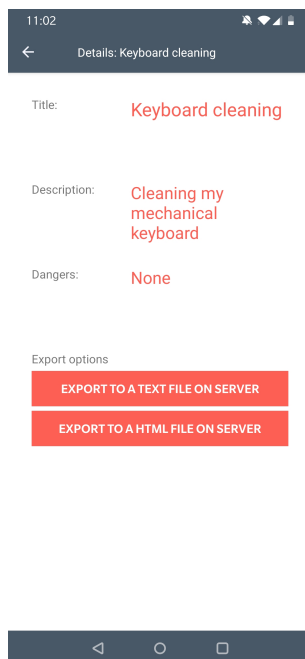 11:02
Details: Keyboard cleaning
Title:
Keyboard cleaning
Description:
Cleaning my
mechanical
keyboard
Dangers:
None
Export options
EXPORT TO A TEXT FILE ON SERVER
EXPORT TO A HTML FILE ON SERVER